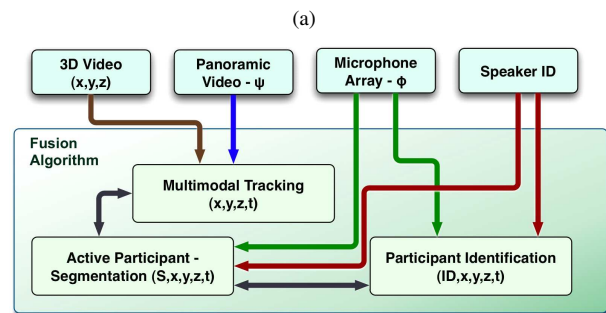 (a)
3D Video
(x,y,z)
Panoramic
Video - ψ
Microphone
Array - ϕ
Speaker ID
Fusion
Algorithm
Multimodal Tracking
(x,y,z,t)
Active Participant -
Segmentation (S,x,y,z,t)
Participant Identification
(ID,x,y,z,t)